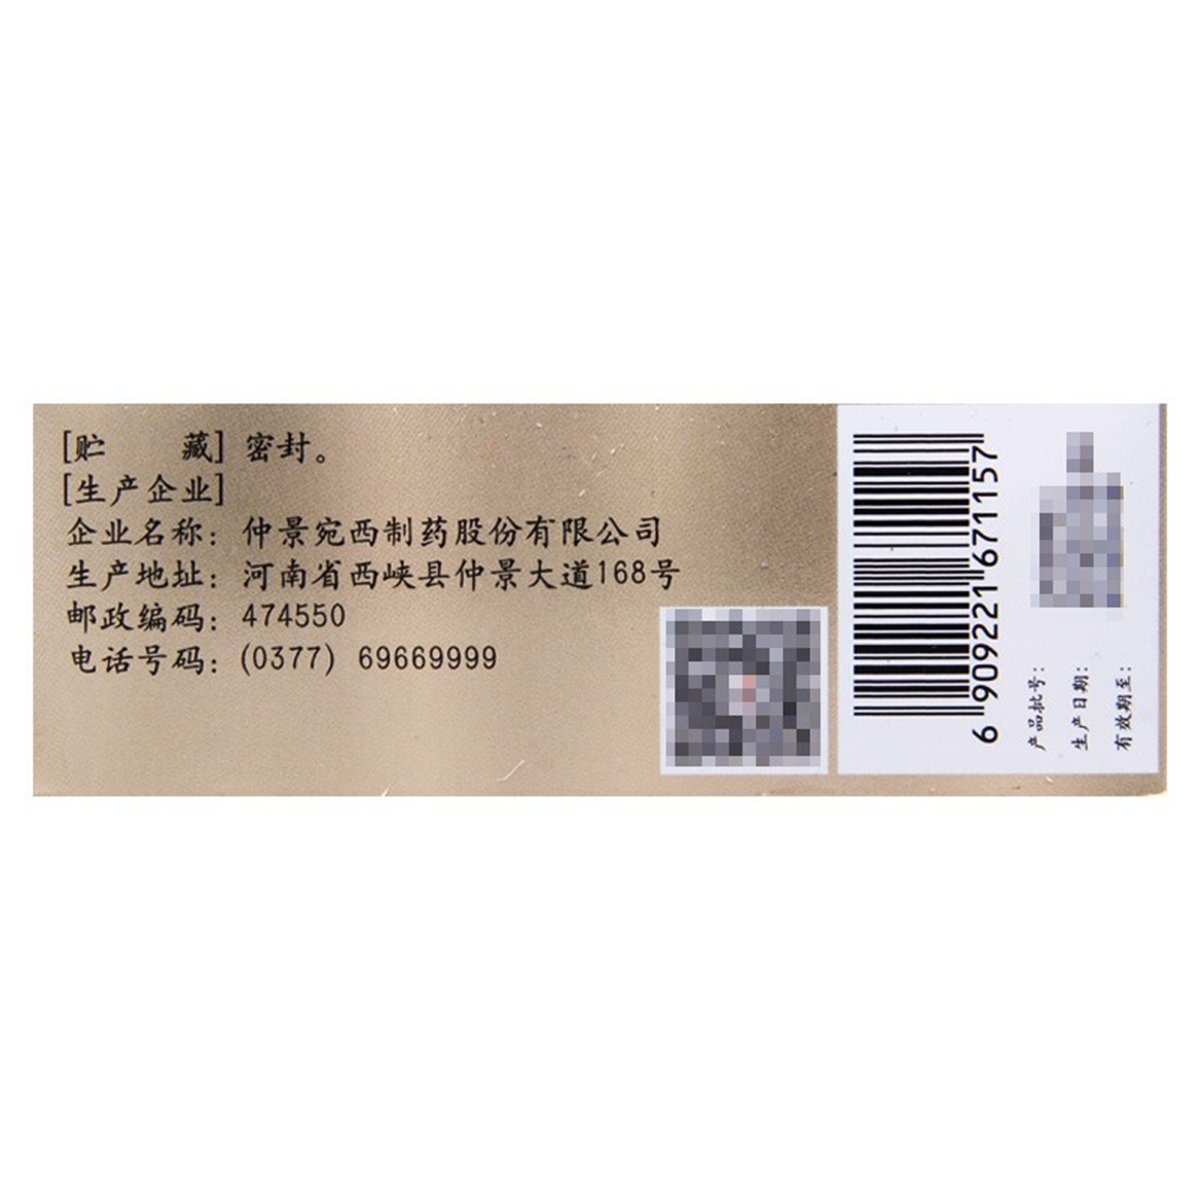 [贮 藏] 密封。
[生产企业]
企业名称：仲景宛西制药股份有限公司
生产地址：河南省西峡县仲景大道168号
邮政编码：474550
电话号码：(0377) 69669999
6 909221 671157
产品批号：
生产日期：
有效期至：